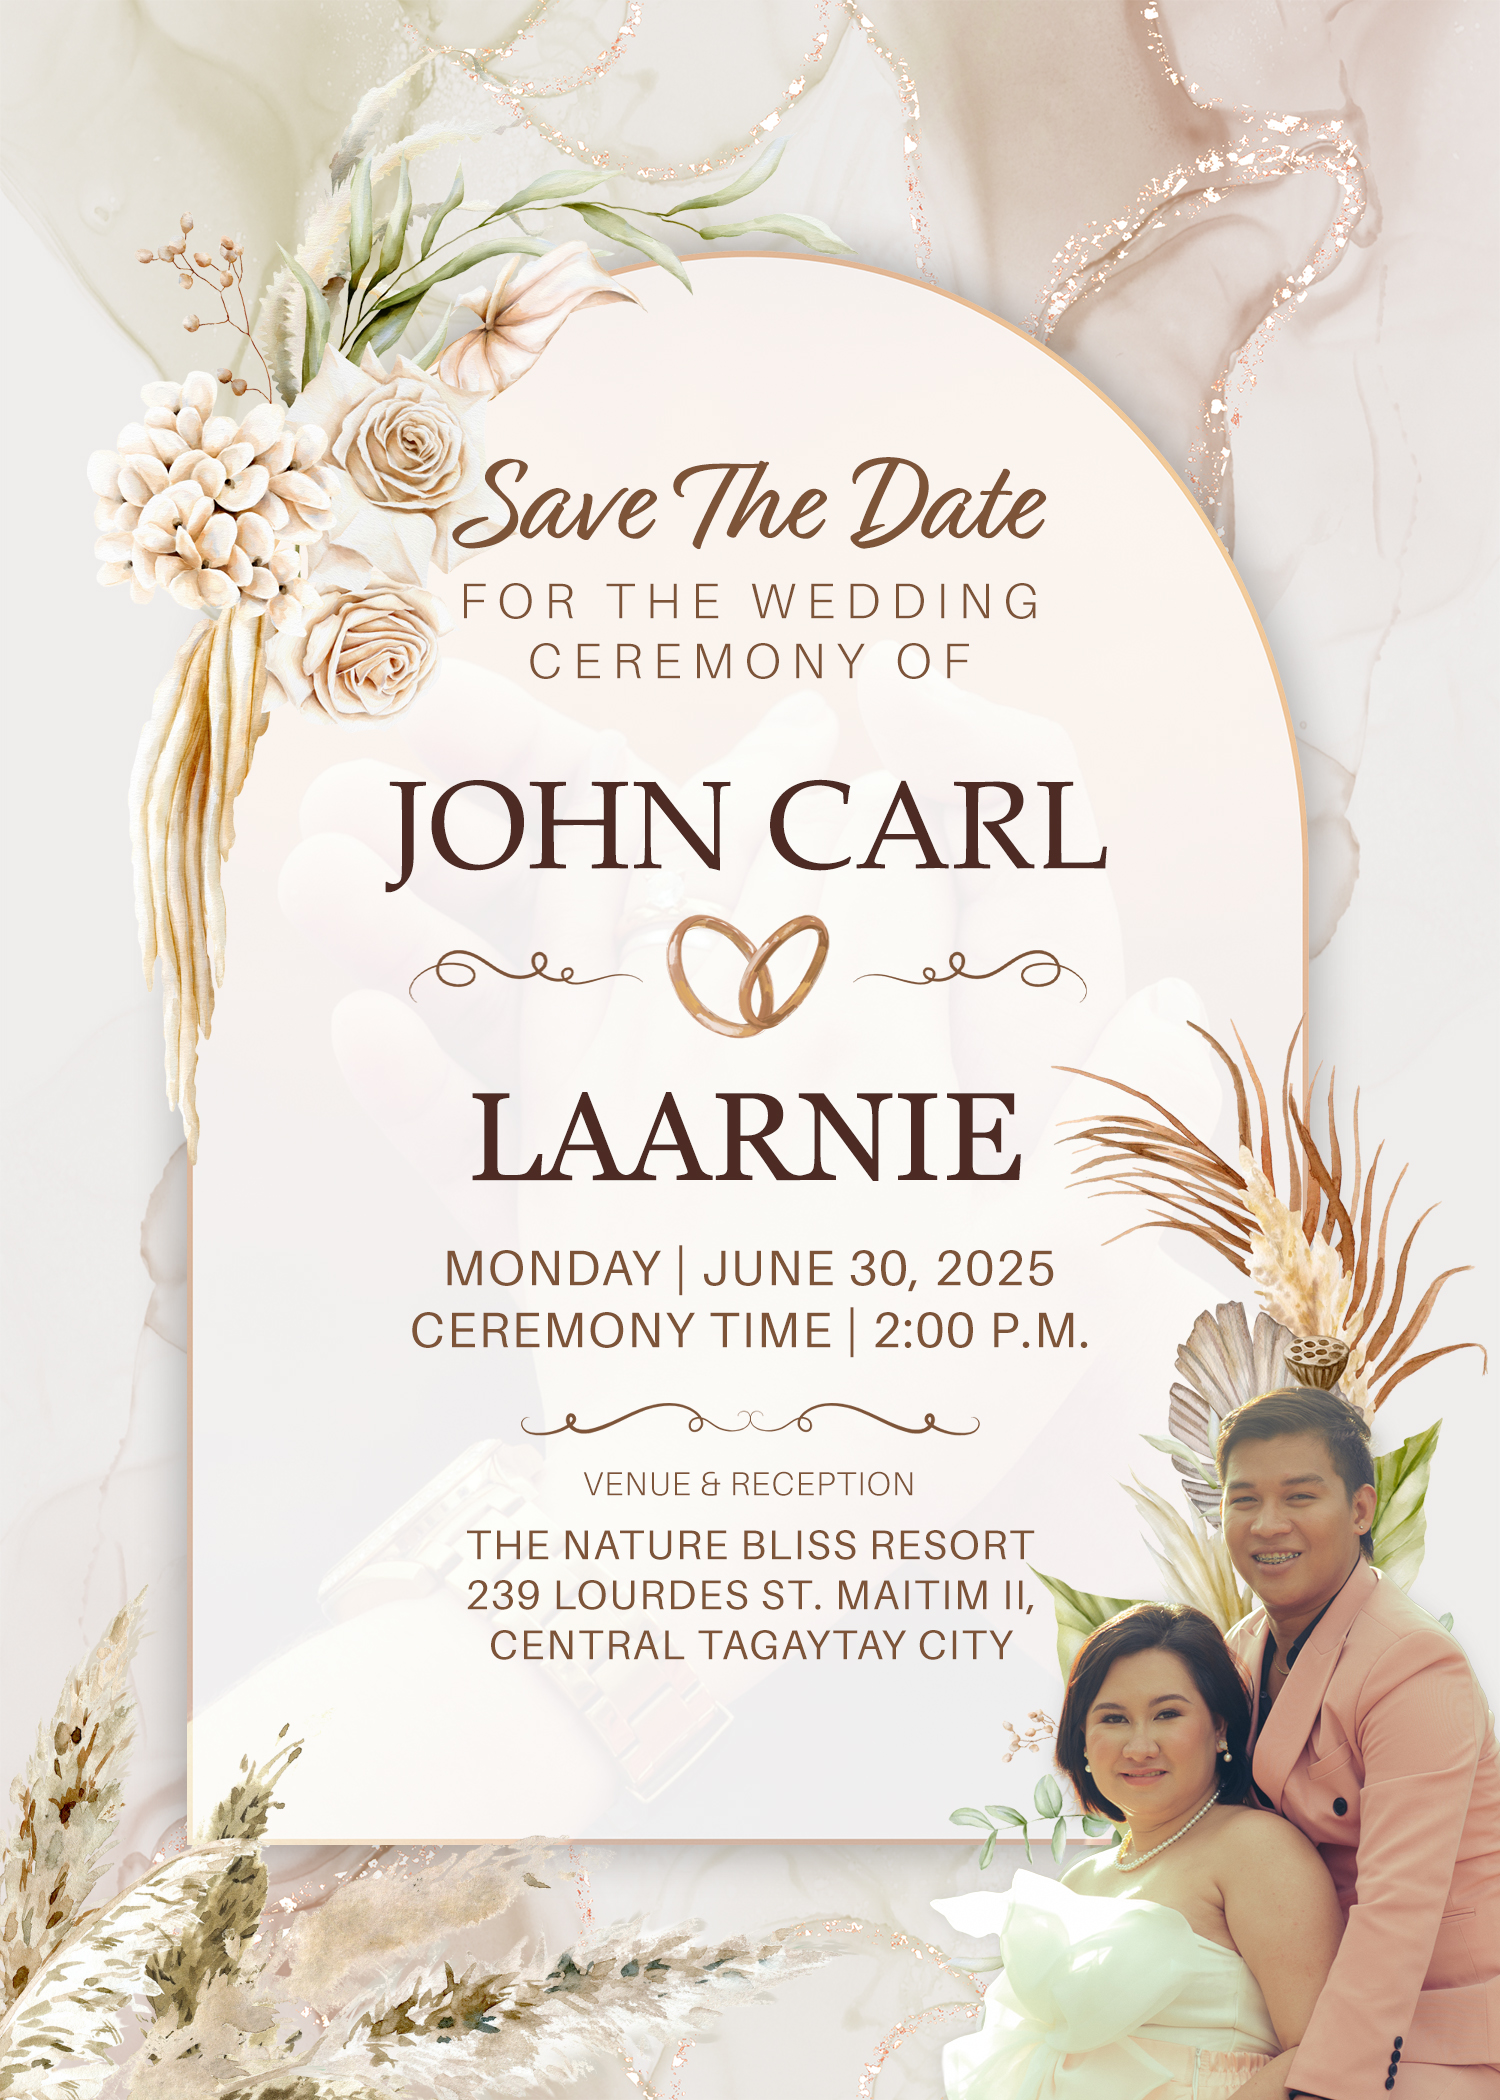 Save The Date
FOR THE WEDDING
CEREMONY OF
JOHN CARL
LAARNIE
MONDAY | JUNE 30, 2025
CEREMONY TIME | 2:00 P.M.
VENUE & RECEPTION
THE NATURE BLISS RESORT
239 LOURDES ST. MAITIM II,
CENTRAL TAGAYTAY CITY